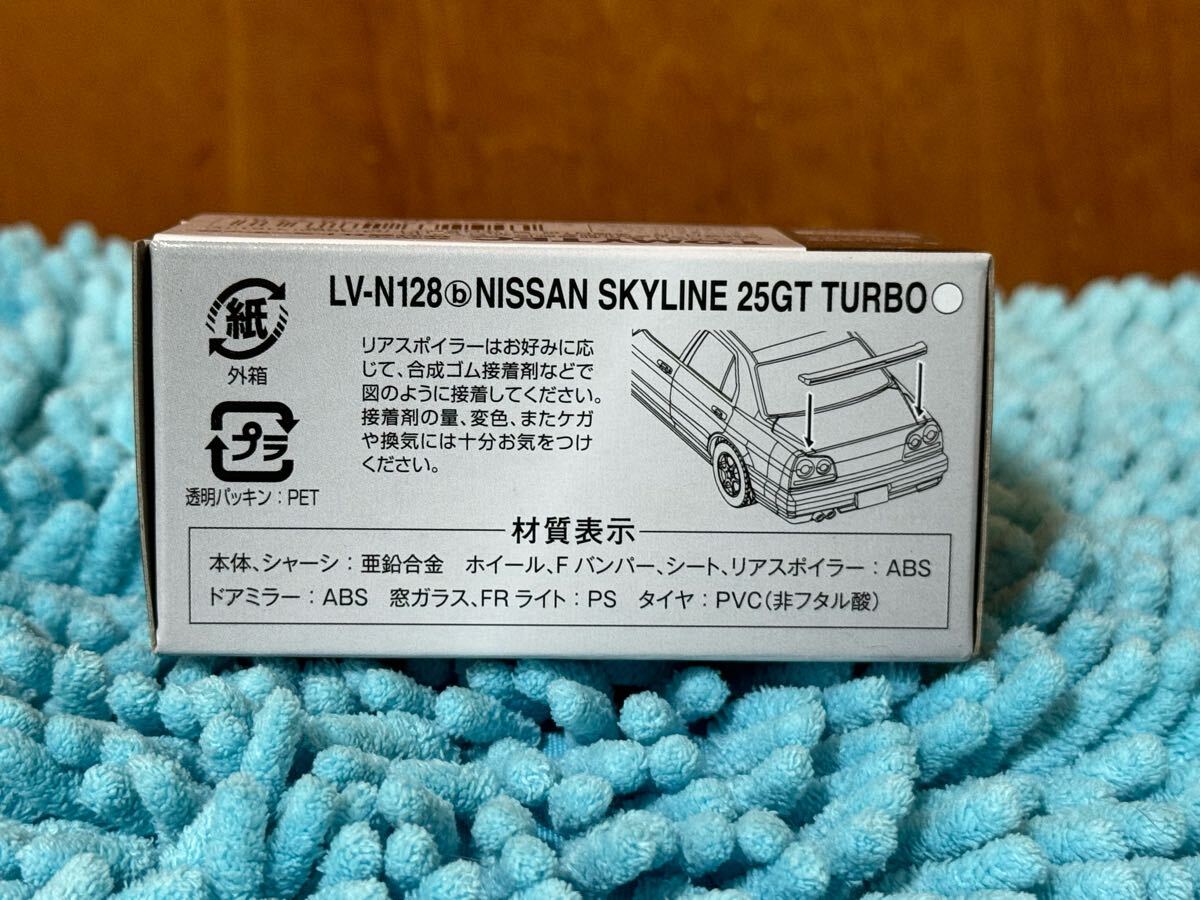 LV-N128ⓑNISSAN SKYLINE 25GT TURBO
紙
外箱
プラ
透明パッキン：PET
リアスポイラーはお好みに応
じて、合成ゴム接着剤などで
図のように接着してください。
接着剤の量、変色、またケガ
や換気には十分お気をつけ
ください。
材質表示
本体、シャーシ：亜鉛合金　ホイール、Fバンパー、シート、リアスポイラー：ABS
ドアミラー：ABS　窓ガラス、FRライト：PS　タイヤ：PVC（非フタル酸）